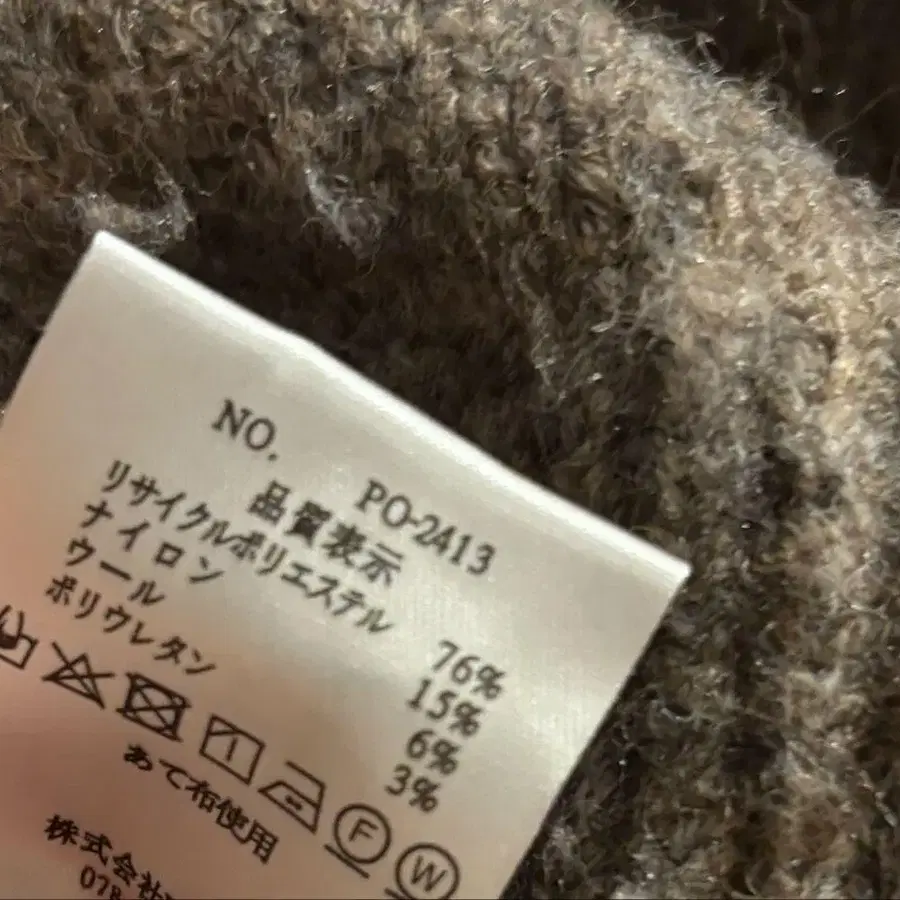 NO. PO-2413
品質表示
リサイクルポリエステル 76%
ナイロン 15%
ウール 6%
ポリウレタン 3%
F W
あて布使用
株式会社
078